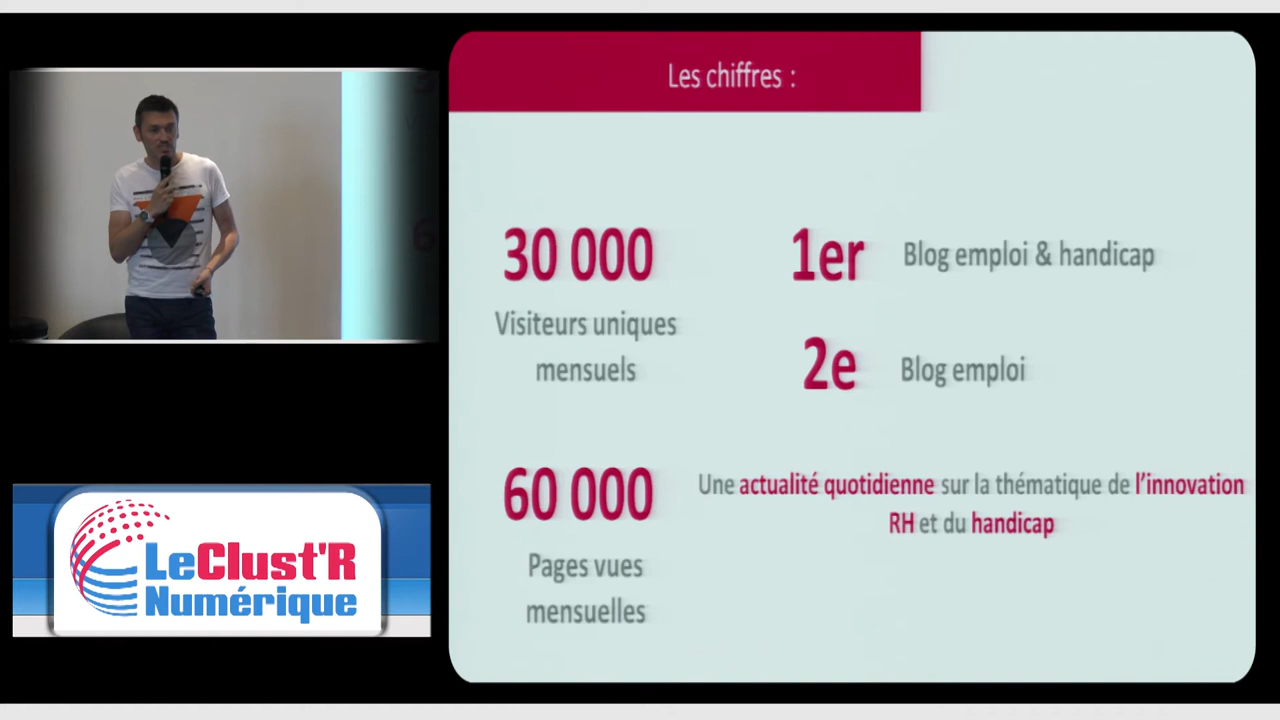 Les chiffres :
30 000
Visiteurs uniques
mensuels
1er
Blog emploi & handicap
2e
Blog emploi
60 000
Pages vues
mensuelles
Une actualité quotidienne sur la thématique de l'innovation
RH et du handicap
LeClust'R
Numérique